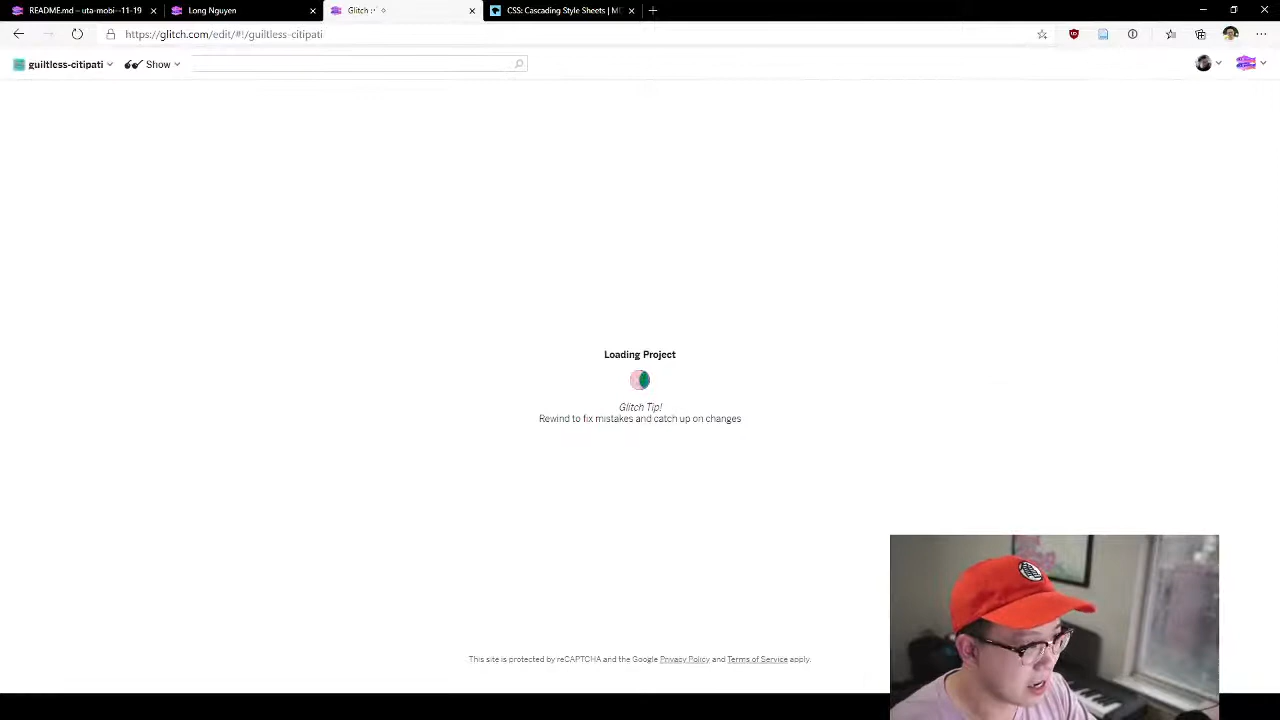 README.md – uta-mobi--11-19
Long Nguyen
Glitch :·
CSS: Cascading Style Sheets | M
https://glitch.com/edit/#!/guiltless-citipati
guiltless-citipati
Show
Loading Project
Glitch Tip!
Rewind to fix mistakes and catch up on changes
This site is protected by reCAPTCHA and the Google Privacy Policy and Terms of Service apply.